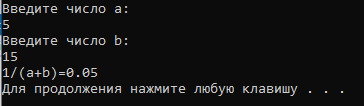 Введите число a:
5
Введите число b:
15
1/(a+b)=0.05
Для продолжения нажмите любую клавишу . . .